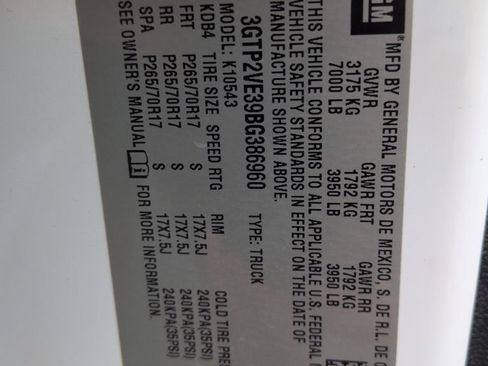 GM
MFD BY GENERAL MOTORS DE MEXICO, S. DE R.L. DE C
GVWR GAWR FRT GAWR RR
3175 KG 1792 KG 1792 KG
7000 LB 3950 LB 3950 LB
THIS VEHICLE CONFORMS TO ALL APPLICABLE U.S. FEDERAL
VEHICLE SAFETY STANDARDS IN EFFECT ON THE DATE OF
MANUFACTURE SHOWN ABOVE.
3GTP2VE39BG386960 TYPE: TRUCK
MODEL: K10543
KDB4 TIRE SIZE SPEED RTG RIM COLD TIRE PRE
FRT P265/70R17 S 17X7.5J 240KPA(35PSI)
RR P265/70R17 S 17X7.5J 240KPA(35PSI)
SPA P265/70R17 S 17X7.5J 240KPA(35PSI)
SEE OWNER'S MANUAL FOR MORE INFORMATION.